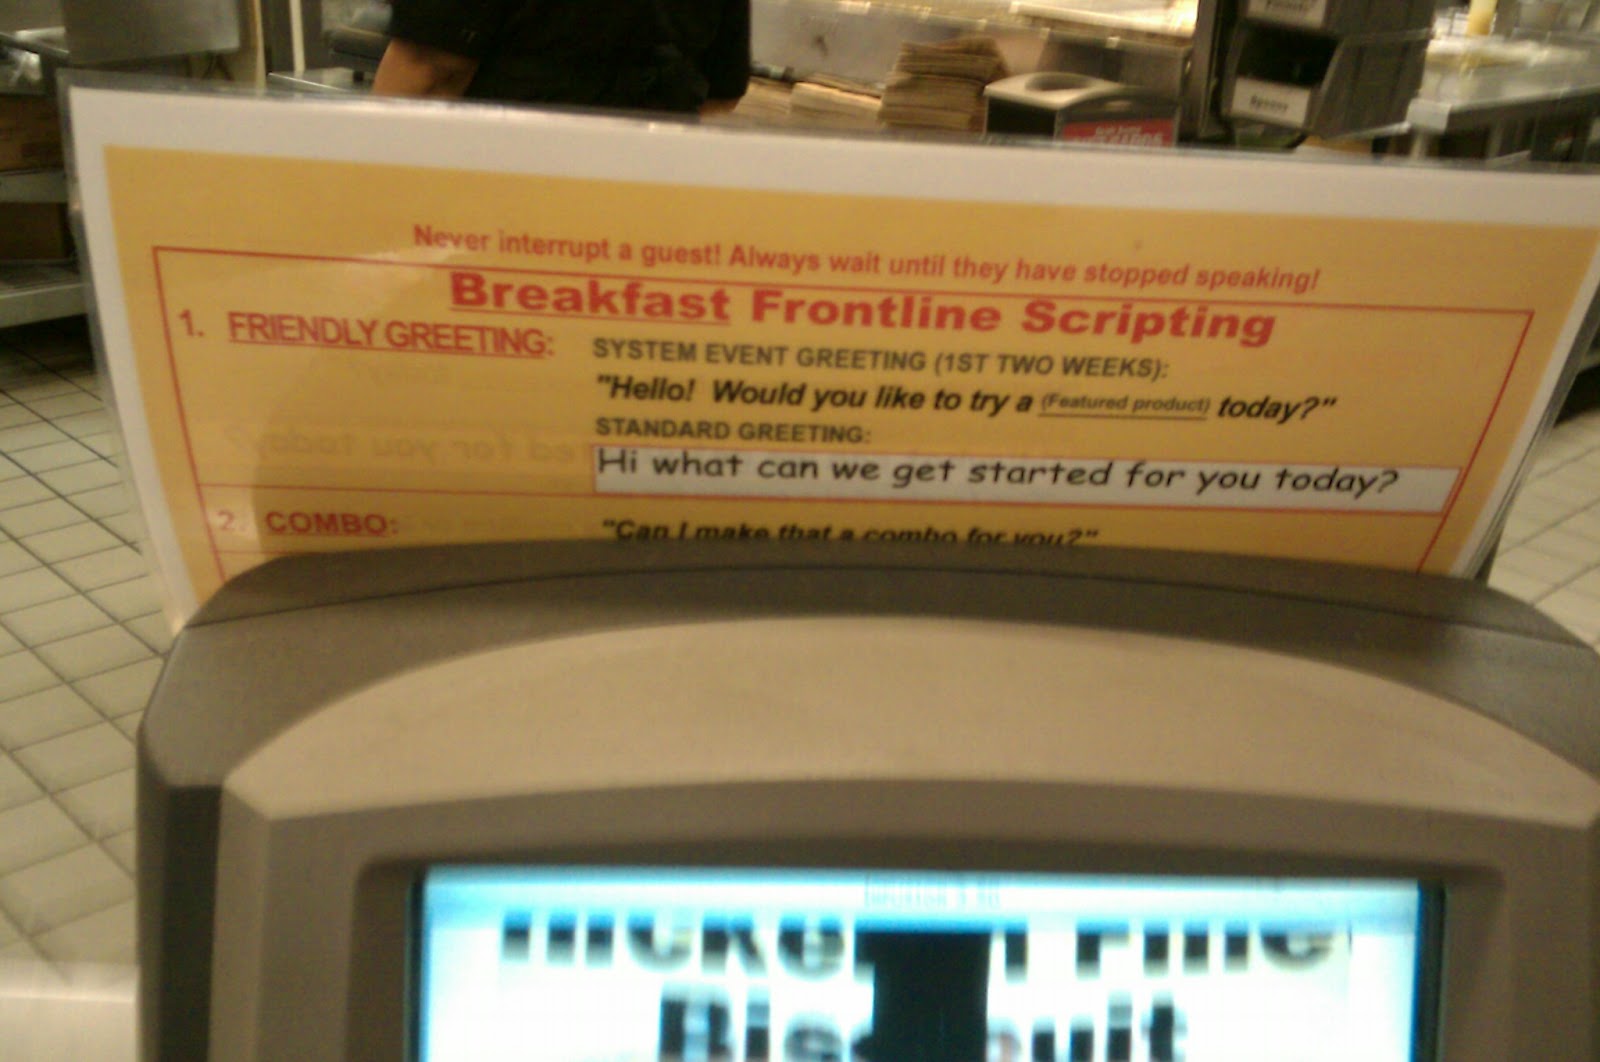 Never interrupt a guest! Always wait until they have stopped speaking!
Breakfast Frontline Scripting
1. FRIENDLY GREETING:
SYSTEM EVENT GREETING (1ST TWO WEEKS):
"Hello! Would you like to try a (Featured product) today?"
STANDARD GREETING:
Hi what can we get started for you today?
2. COMBO:
"Can I make that a combo for you?"
Spoons